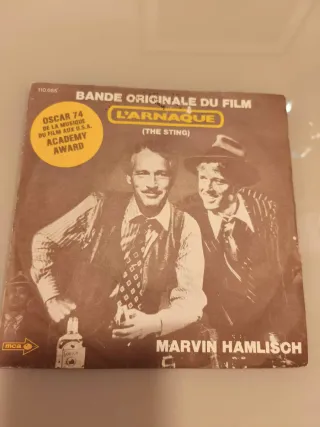 BANDE ORIGINALE DU FILM
L'ARNAQUE
(THE STING)
OSCAR 74
DE LA MUSIQUE
DU FILM AUX U.S.A.
ACADEMY
AWARD
mca
MARVIN HAMLISCH